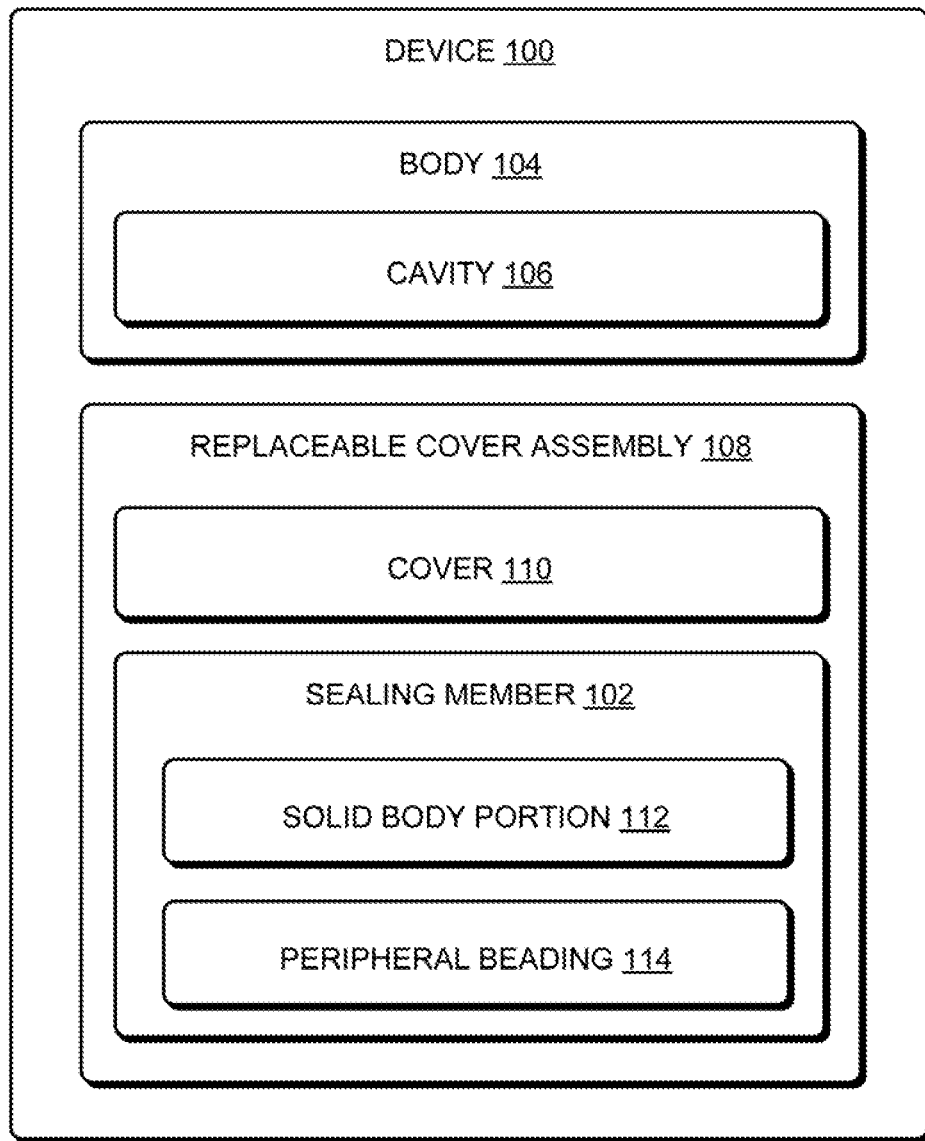 DEVICE 100
BODY 104
CAVITY 106
REPLACEABLE COVER ASSEMBLY 108
COVER 110
SEALING MEMBER 102
SOLID BODY PORTION 112
PERIPHERAL BEADING 114